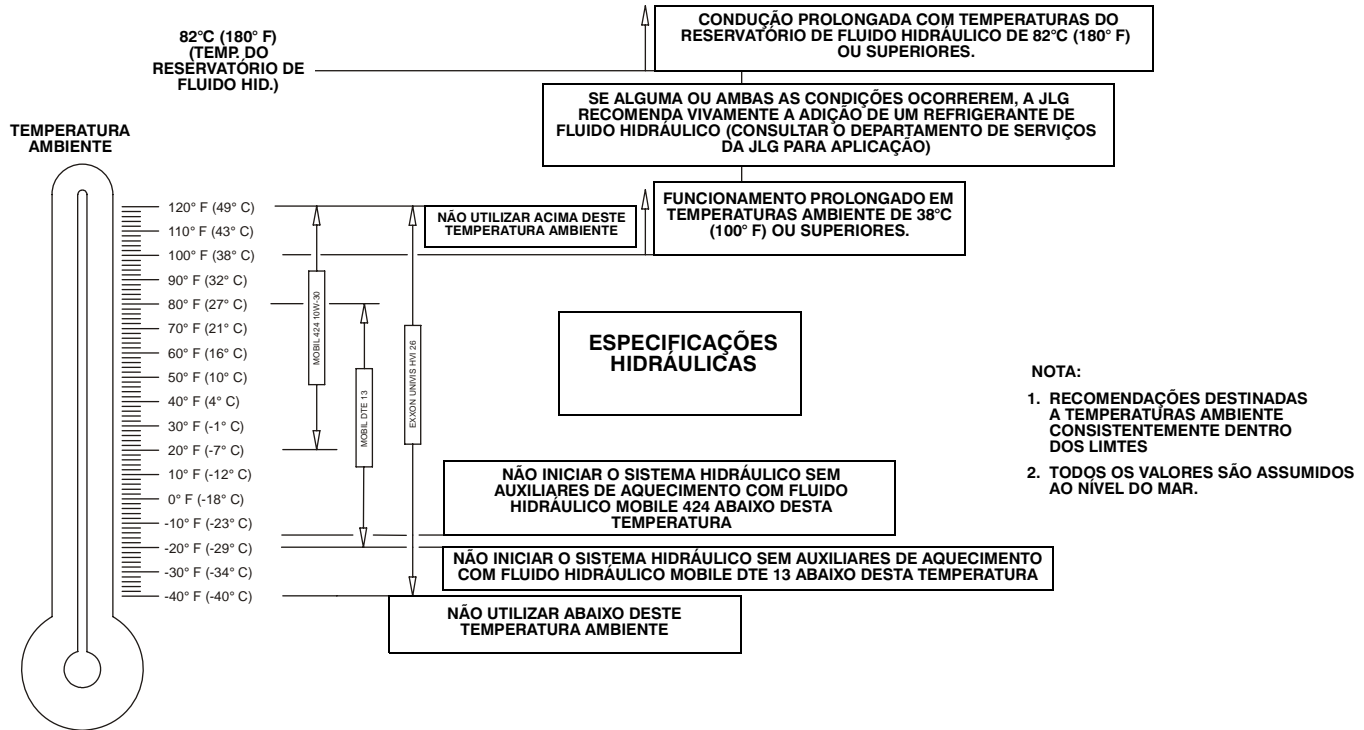 82°C (180° F)
(TEMP. DO
RESERVATÓRIO DE
FLUIDO HID.)
CONDUÇÃO PROLONGADA COM TEMPERATURAS DO
RESERVATÓRIO DE FLUIDO HIDRÁULICO DE 82°C (180° F)
OU SUPERIORES.
SE ALGUMA OU AMBAS AS CONDIÇÕES OCORREREM, A JLG
RECOMENDA VIVAMENTE A ADIÇÃO DE UM REFRIGERANTE DE
FLUIDO HIDRÁULICO (CONSULTAR O DEPARTAMENTO DE SERVIÇOS
DA JLG PARA APLICAÇÃO)
TEMPERATURA
AMBIENTE
FUNCIONAMENTO PROLONGADO EM
TEMPERATURAS AMBIENTE DE 38°C
(100° F) OU SUPERIORES.
NÃO UTILIZAR ACIMA DESTE
TEMPERATURA AMBIENTE
120° F (49° C)
110° F (43° C)
100° F (38° C)
90° F (32° C)
80° F (27° C)
70° F (21° C)
60° F (16° C)
50° F (10° C)
40° F (4° C)
30° F (-1° C)
20° F (-7° C)
10° F (-12° C)
0° F (-18° C)
-10° F (-23° C)
-20° F (-29° C)
-30° F (-34° C)
-40° F (-40° C)
MOBIL 424 10W-30
MOBIL DTE 13
EXXON UNIVIS HVI 26
ESPECIFICAÇÕES
HIDRÁULICAS
NOTA:
1. RECOMENDAÇÕES DESTINADAS
A TEMPERATURAS AMBIENTE
CONSISTENTEMENTE DENTRO
DOS LIMTES
2. TODOS OS VALORES SÃO ASSUMIDOS
AO NÍVEL DO MAR.
NÃO INICIAR O SISTEMA HIDRÁULICO SEM
AUXILIARES DE AQUECIMENTO COM FLUIDO
HIDRÁULICO MOBILE 424 ABAIXO DESTA
TEMPERATURA
NÃO INICIAR O SISTEMA HIDRÁULICO SEM AUXILIARES DE AQUECIMENTO
COM FLUIDO HIDRÁULICO MOBILE DTE 13 ABAIXO DESTA TEMPERATURA
NÃO UTILIZAR ABAIXO DESTE
TEMPERATURA AMBIENTE